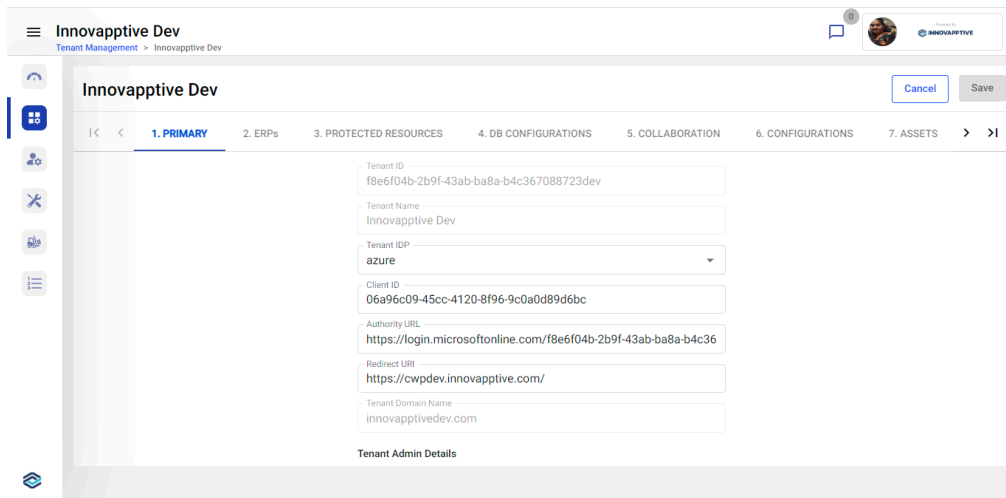 Innovapptive Dev
Tenant Management > Innovapptive Dev
0
Powered By
INNOVAPPTIVE
Innovapptive Dev
Cancel
Save
1. PRIMARY
2. ERPs
3. PROTECTED RESOURCES
4. DB CONFIGURATIONS
5. COLLABORATION
6. CONFIGURATIONS
7. ASSETS
Tenant ID
f8e6f04b-2b9f-43ab-ba8a-b4c367088723dev
Tenant Name
Innovapptive Dev
Tenant IDP
azure
Client ID
06a96c09-45cc-4120-8f96-9c0a0d89d6bc
Authority URL
https://login.microsoftonline.com/f8e6f04b-2b9f-43ab-ba8a-b4c36
Redirect URI
https://cwpdev.innovapptive.com/
Tenant Domain Name
innovapptivedev.com
Tenant Admin Details